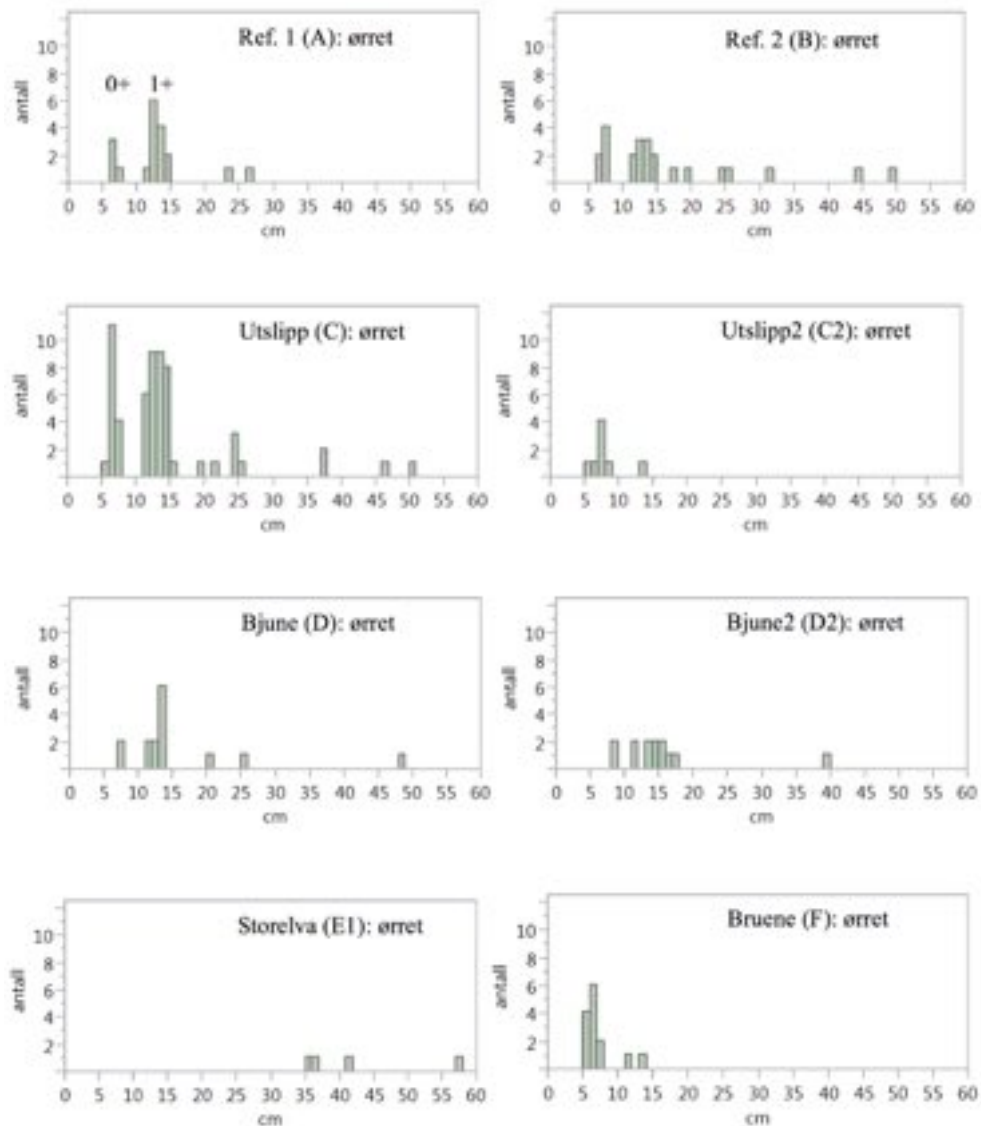 Ref. 1 (A): ørret
0+ 1+
antall
10
8
6
4
2
0 5 10 15 20 25 30 35 40 45 50 55 60
cm
Ref. 2 (B): ørret
antall
10
8
6
4
2
0 5 10 15 20 25 30 35 40 45 50 55 60
cm
Utslipp (C): ørret
antall
10
8
6
4
2
0 5 10 15 20 25 30 35 40 45 50 55 60
cm
Utslipp2 (C2): ørret
antall
10
8
6
4
2
0 5 10 15 20 25 30 35 40 45 50 55 60
cm
Bjune (D): ørret
antall
10
8
6
4
2
0 5 10 15 20 25 30 35 40 45 50 55 60
cm
Bjune2 (D2): ørret
antall
10
8
6
4
2
0 5 10 15 20 25 30 35 40 45 50 55 60
cm
Storelva (E1): ørret
antall
10
8
6
4
2
0 5 10 15 20 25 30 35 40 45 50 55 60
cm
Bruene (F): ørret
antall
10
8
6
4
2
0 5 10 15 20 25 30 35 40 45 50 55 60
cm